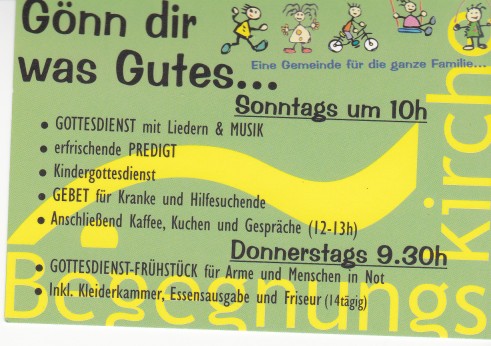 Gönn dir
was Gutes...
Eine Gemeinde für die ganze Familie...
Sonntags um 10h
• GOTTESDIENST mit Liedern & MUSIK
• erfrischende PREDIGT
• Kindergottesdienst
• GEBET für Kranke und Hilfesuchende
• Anschließend Kaffee, Kuchen und Gespräche (12-13h)
Donnerstags 9.30h
• GOTTESDIENST-FRÜHSTÜCK für Arme und Menschen in Not
• Inkl. Kleiderkammer, Essensausgabe und Friseur (14tägig)
Begegnungs
kirche